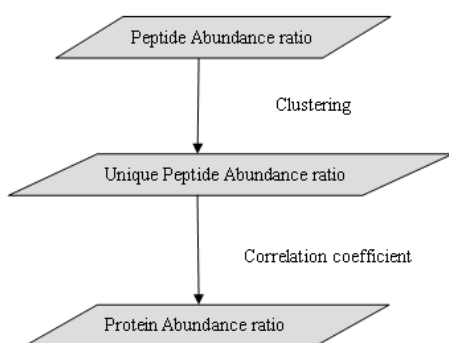 Peptide Abundance ratio
Clustering
Unique Peptide Abundance ratio
Correlation coefficient
Protein Abundance ratio